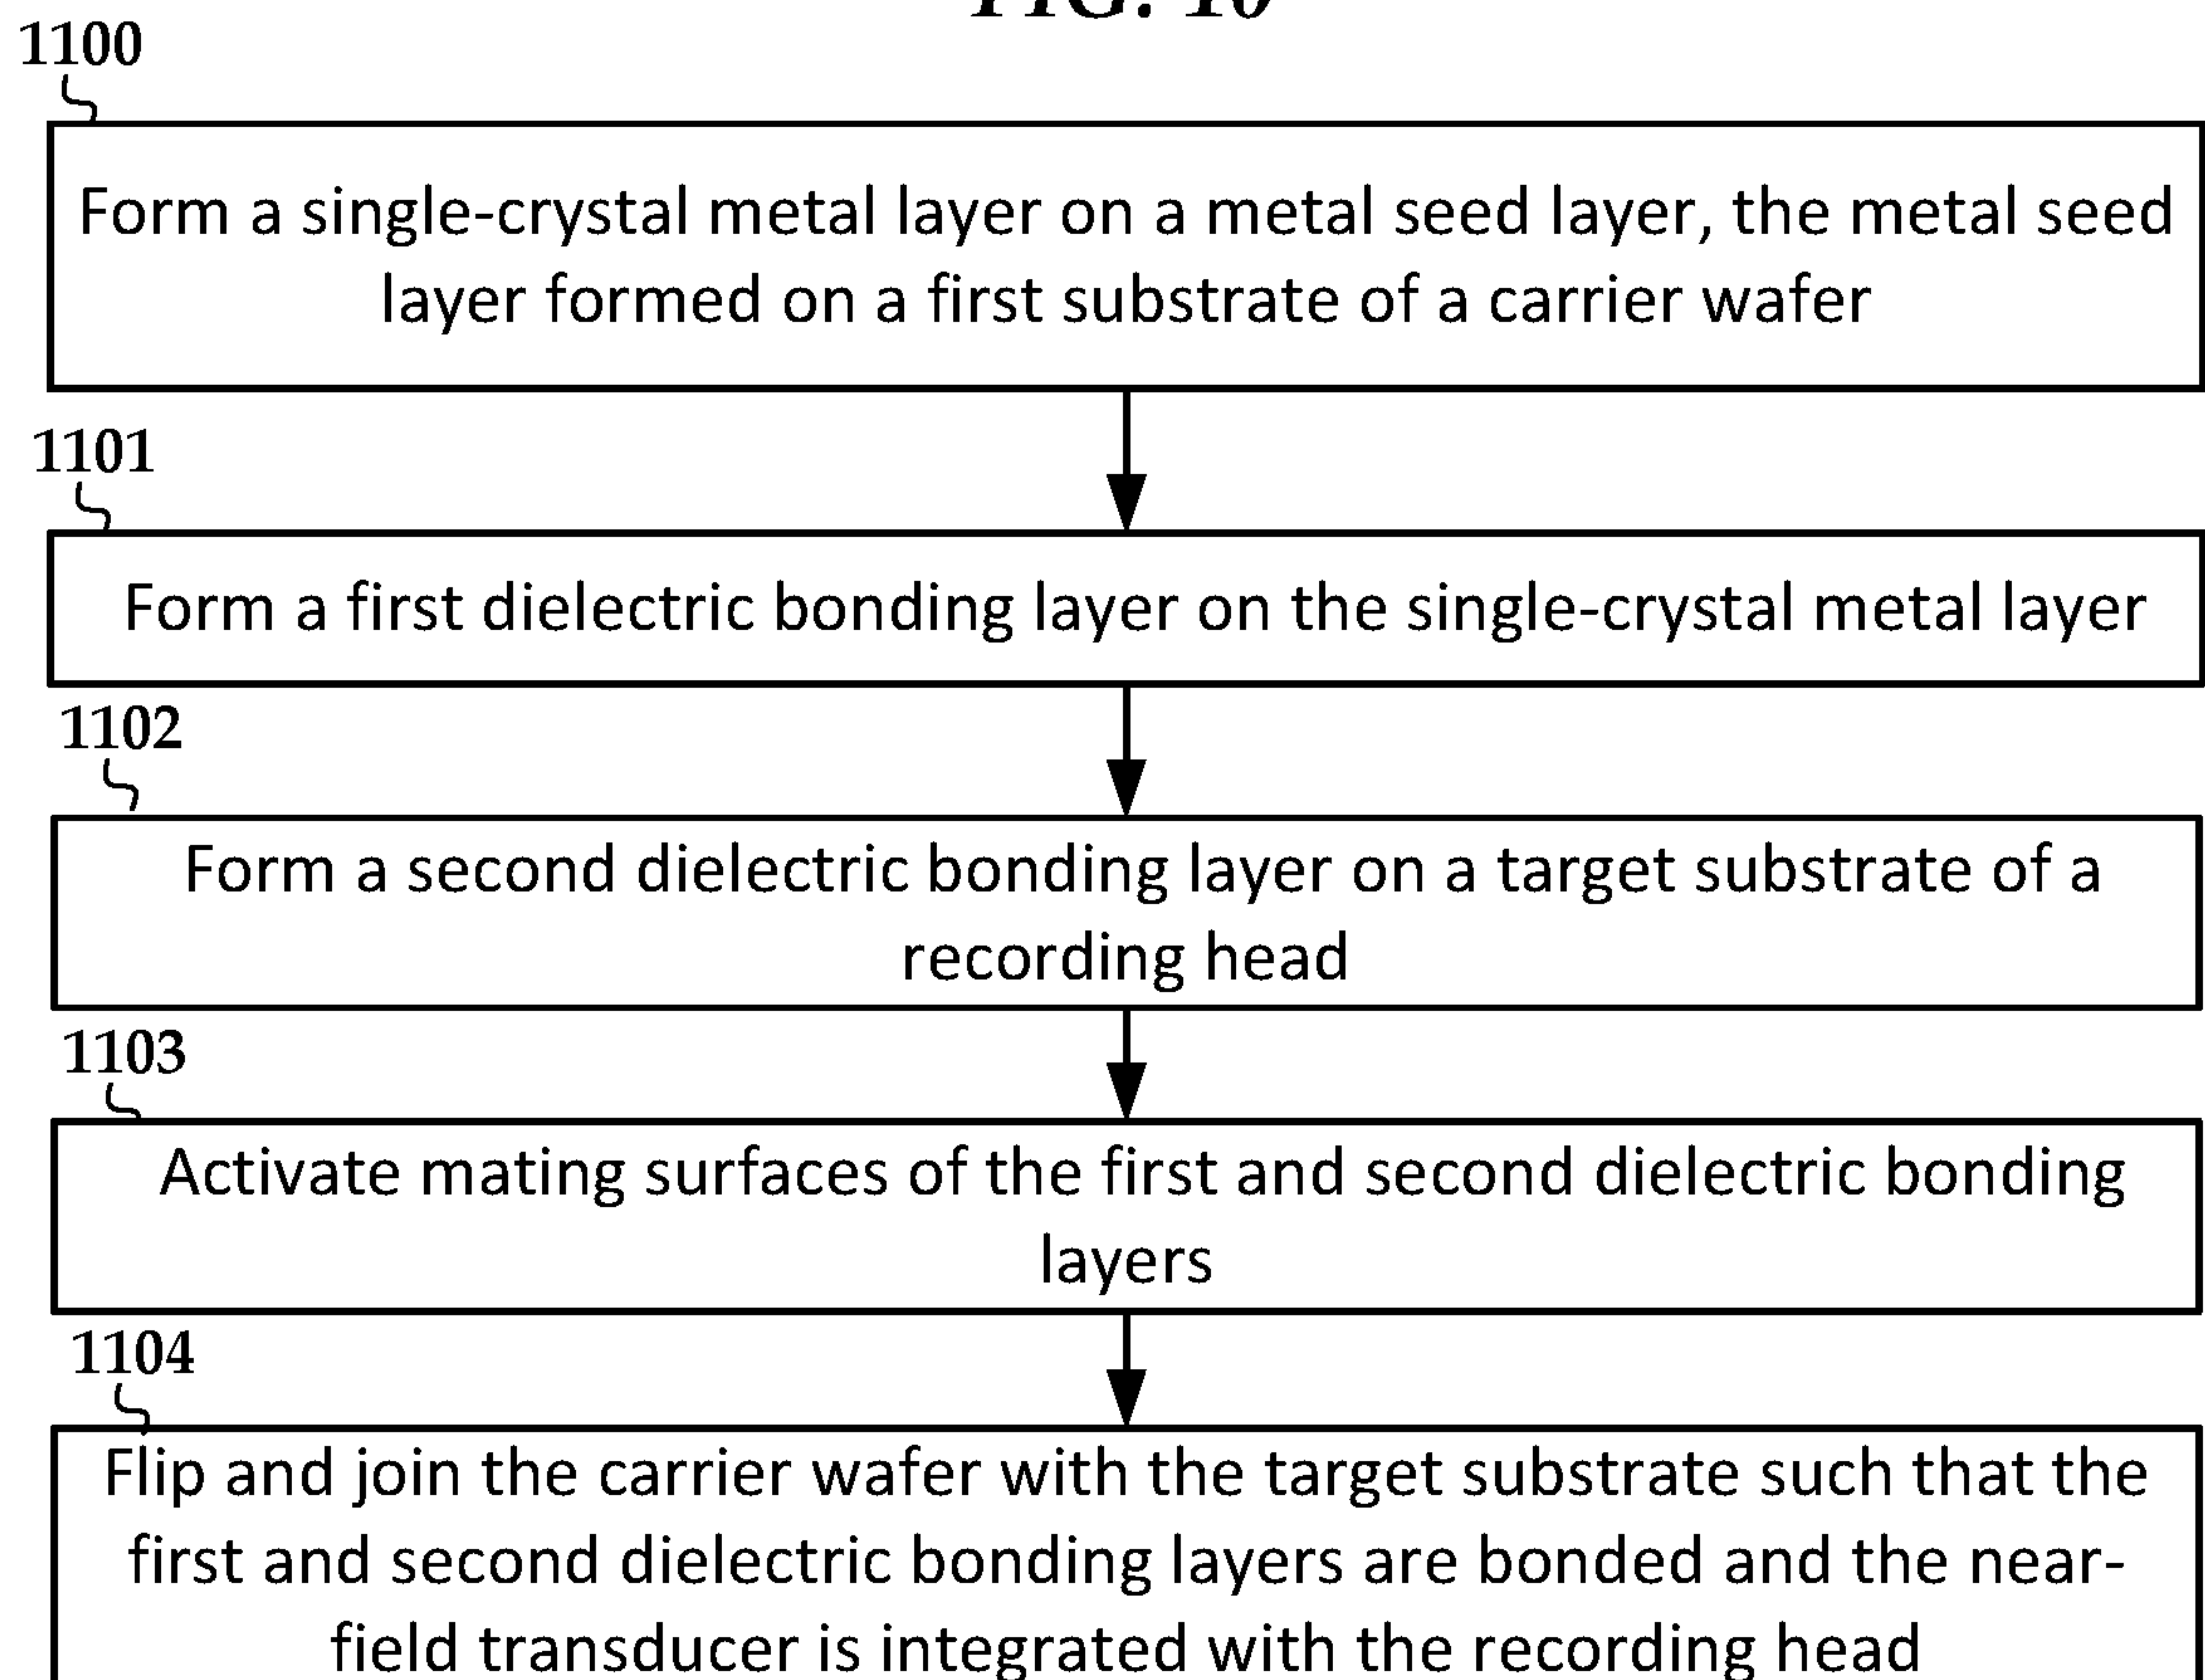 FIG. 10
1100
Form a single-crystal metal layer on a metal seed layer, the metal seed
layer formed on a first substrate of a carrier wafer
1101
Form a first dielectric bonding layer on the single-crystal metal layer
1102
Form a second dielectric bonding layer on a target substrate of a
recording head
1103
Activate mating surfaces of the first and second dielectric bonding
layers
1104
Flip and join the carrier wafer with the target substrate such that the
first and second dielectric bonding layers are bonded and the near-
field transducer is integrated with the recording head